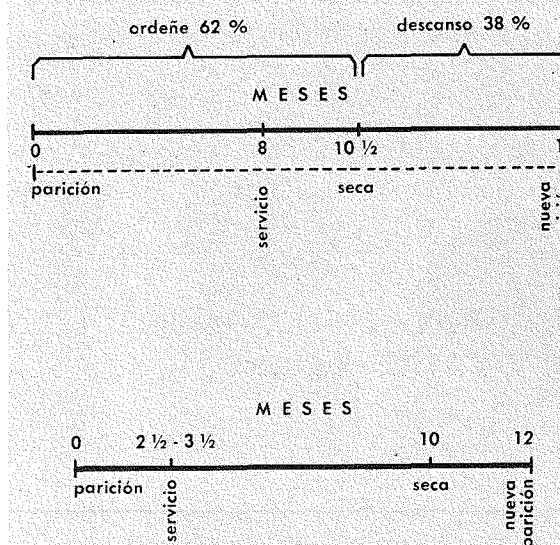 ordeñe 62 % descanso 38 %
MESES
0 8 10 ½ 1
parición servicio seca nueva
MESES
0 2 ½ - 3 ½ 10 12
parición servicio seca nueva parición